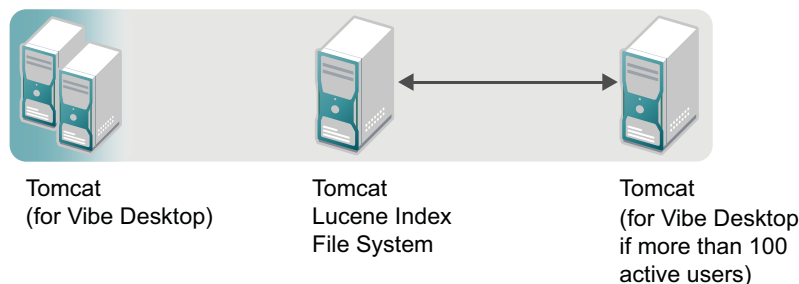 Tomcat
(for Vibe Desktop)
Tomcat
Lucene Index
File System
Tomcat
(for Vibe Desktop
if more than 100
active users)